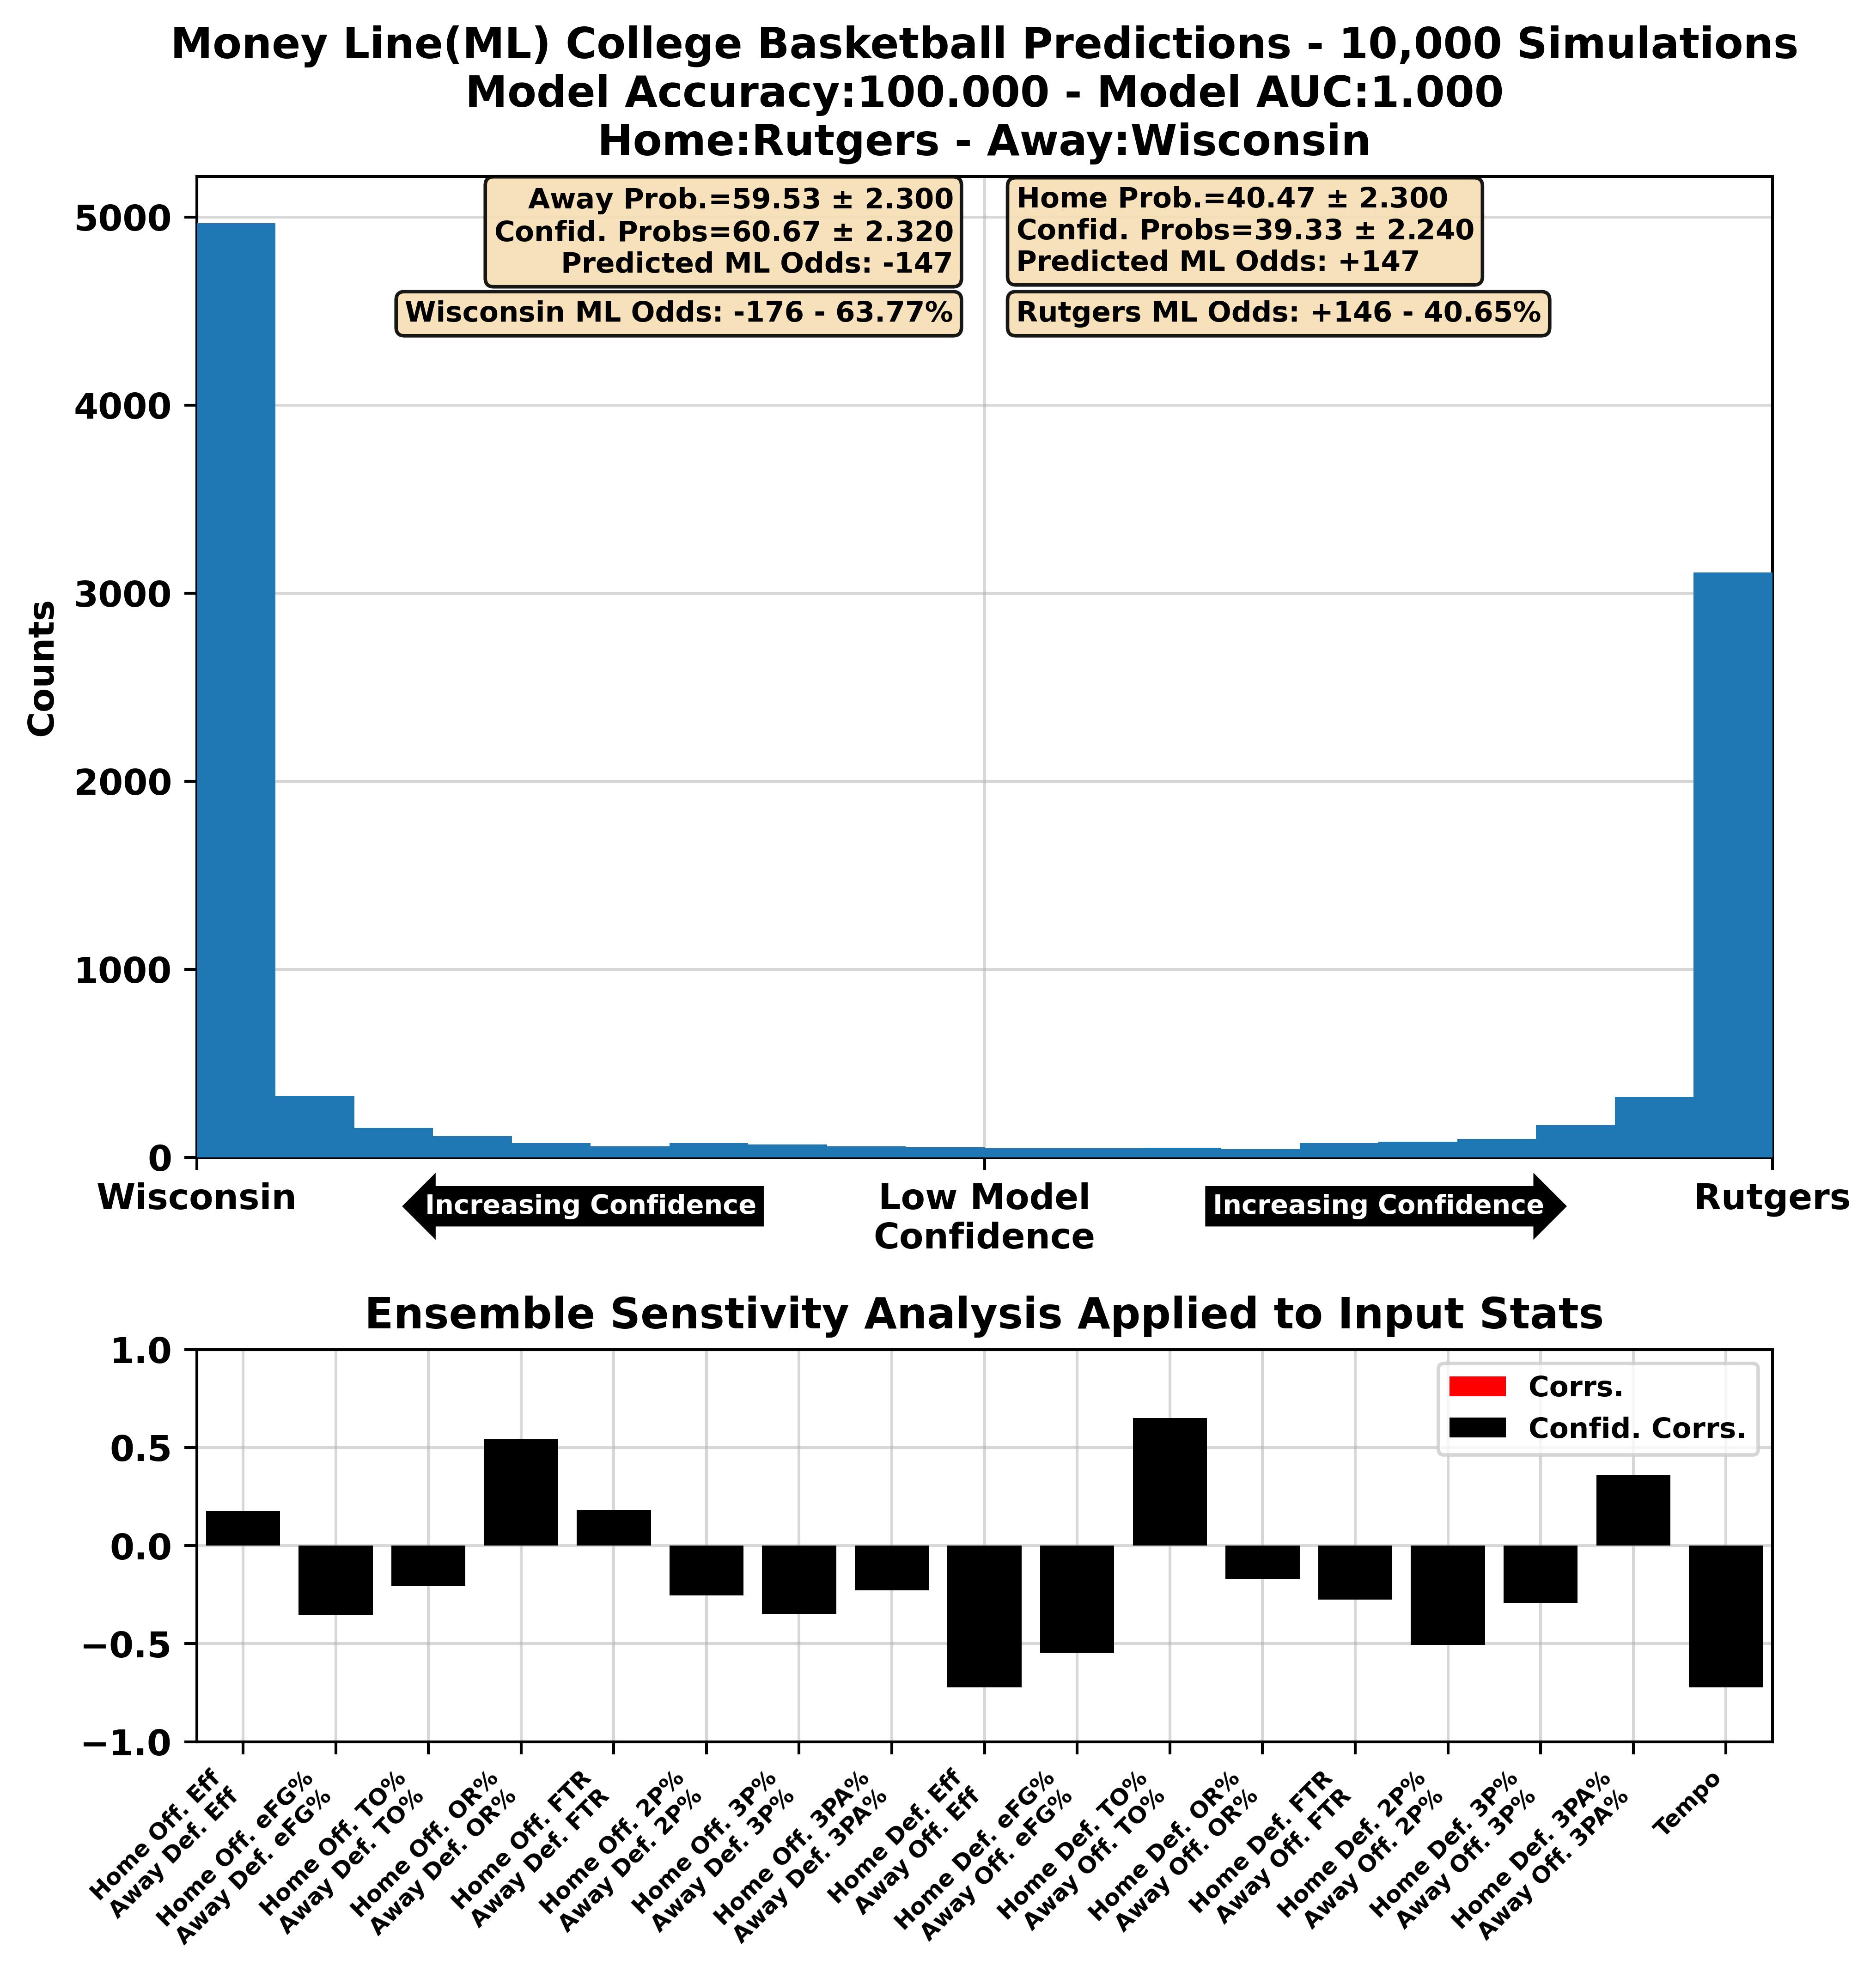 Money Line(ML) College Basketball Predictions - 10,000 Simulations
Model Accuracy:100.000 - Model AUC:1.000
Home:Rutgers - Away:Wisconsin
Away Prob.=59.53 ± 2.300
Confid. Probs=60.67 ± 2.320
Predicted ML Odds: -147
Wisconsin ML Odds: -176 - 63.77%
Home Prob.=40.47 ± 2.300
Confid. Probs=39.33 ± 2.240
Predicted ML Odds: +147
Rutgers ML Odds: +146 - 40.65%
Counts
5000
4000
3000
2000
1000
0
Wisconsin
Increasing Confidence
Low Model
Confidence
Increasing Confidence
Rutgers
Ensemble Senstivity Analysis Applied to Input Stats
1.0
0.5
0.0
−0.5
−1.0
Corrs.
Confid. Corrs.
Home Off. Eff
Away Def. Eff
Home Off. eFG%
Away Def. eFG%
Home Off. TO%
Away Def. TO%
Home Off. OR%
Away Def. OR%
Home Off. FTR
Away Def. FTR
Home Off. 2P%
Away Def. 2P%
Home Off. 3P%
Away Def. 3P%
Home Off. 3PA%
Away Def. 3PA%
Home Def. Eff
Away Off. Eff
Home Def. eFG%
Away Off. eFG%
Home Def. TO%
Away Off. TO%
Home Def. OR%
Away Off. OR%
Home Def. FTR
Away Off. FTR
Home Def. 2P%
Away Off. 2P%
Home Def. 3P%
Away Off. 3P%
Home Def. 3PA%
Away Off. 3PA%
Tempo